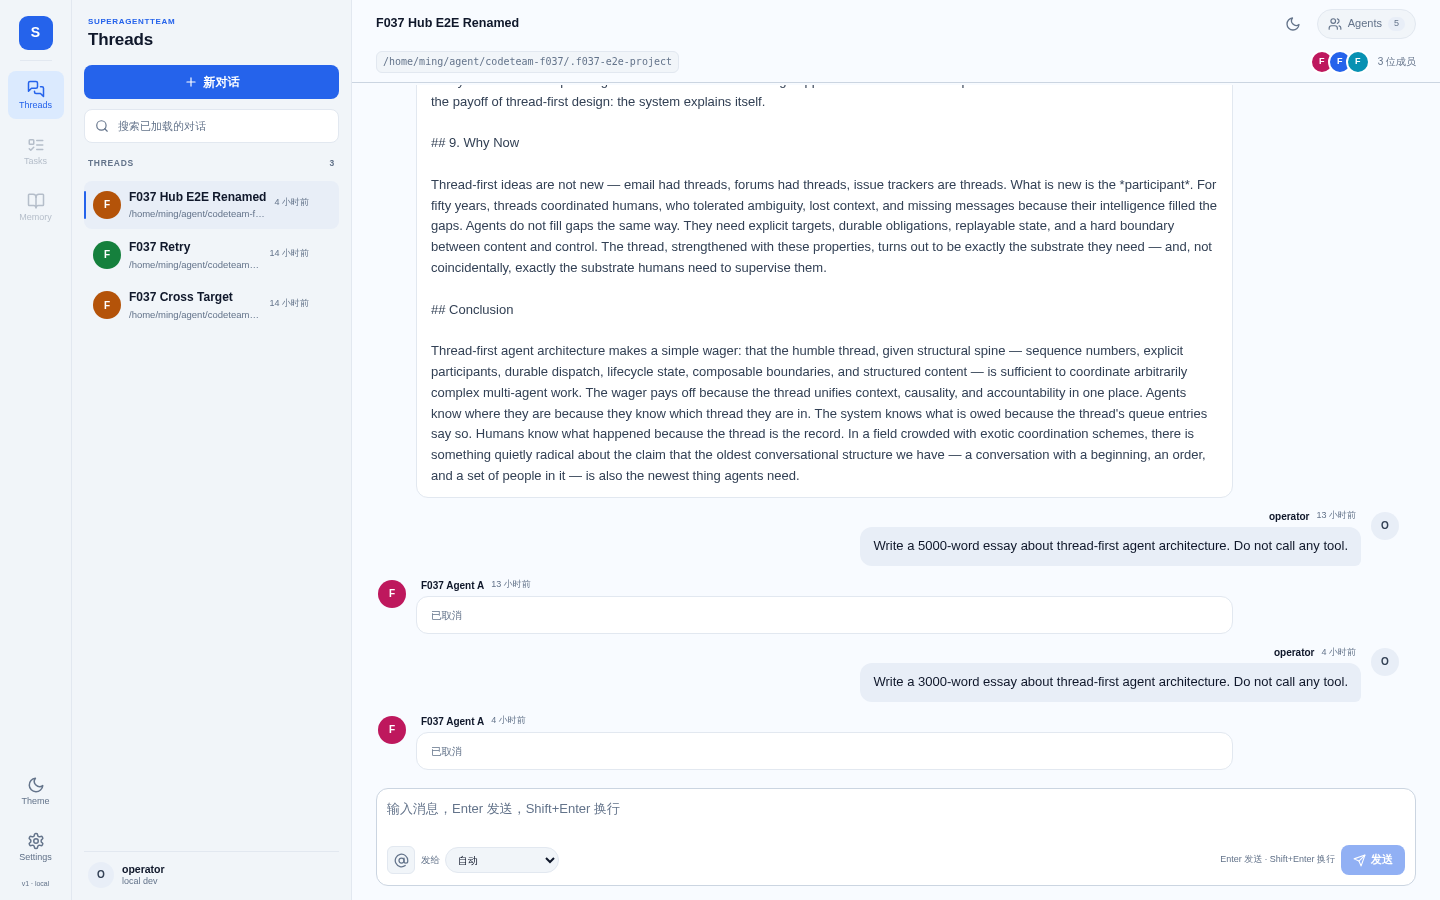 S
Threads
Tasks
Memory
Theme
Settings
v1 · local
SUPERAGENTTEAM
Threads
新对话
搜索已加载的对话
THREADS 3
F F037 Hub E2E Renamed 4 小时前
/home/ming/agent/codeteam-f…
F F037 Retry 14 小时前
/home/ming/agent/codeteam…
F F037 Cross Target 14 小时前
/home/ming/agent/codeteam…
O operator
local dev
F037 Hub E2E Renamed
Agents 5
/home/ming/agent/codeteam-f037/.f037-e2e-project
F F F 3 位成员
the payoff of thread-first design: the system explains itself.
## 9. Why Now
Thread-first ideas are not new — email had threads, forums had threads, issue trackers are threads. What is new is the *participant*. For
fifty years, threads coordinated humans, who tolerated ambiguity, lost context, and missing messages because their intelligence filled the
gaps. Agents do not fill gaps the same way. They need explicit targets, durable obligations, replayable state, and a hard boundary
between content and control. The thread, strengthened with these properties, turns out to be exactly the substrate they need — and, not
coincidentally, exactly the substrate humans need to supervise them.
## Conclusion
Thread-first agent architecture makes a simple wager: that the humble thread, given structural spine — sequence numbers, explicit
participants, durable dispatch, lifecycle state, composable boundaries, and structured content — is sufficient to coordinate arbitrarily
complex multi-agent work. The wager pays off because the thread unifies context, causality, and accountability in one place. Agents
know where they are because they know which thread they are in. The system knows what is owed because the thread's queue entries
say so. Humans know what happened because the thread is the record. In a field crowded with exotic coordination schemes, there is
something quietly radical about the claim that the oldest conversational structure we have — a conversation with a beginning, an order,
and a set of people in it — is also the newest thing agents need.
operator 13 小时前
O
Write a 5000-word essay about thread-first agent architecture. Do not call any tool.
F F037 Agent A 13 小时前
已取消
operator 4 小时前
O
Write a 3000-word essay about thread-first agent architecture. Do not call any tool.
F F037 Agent A 4 小时前
已取消
输入消息，Enter 发送，Shift+Enter 换行
发给 自动
Enter 发送 · Shift+Enter 换行
发送